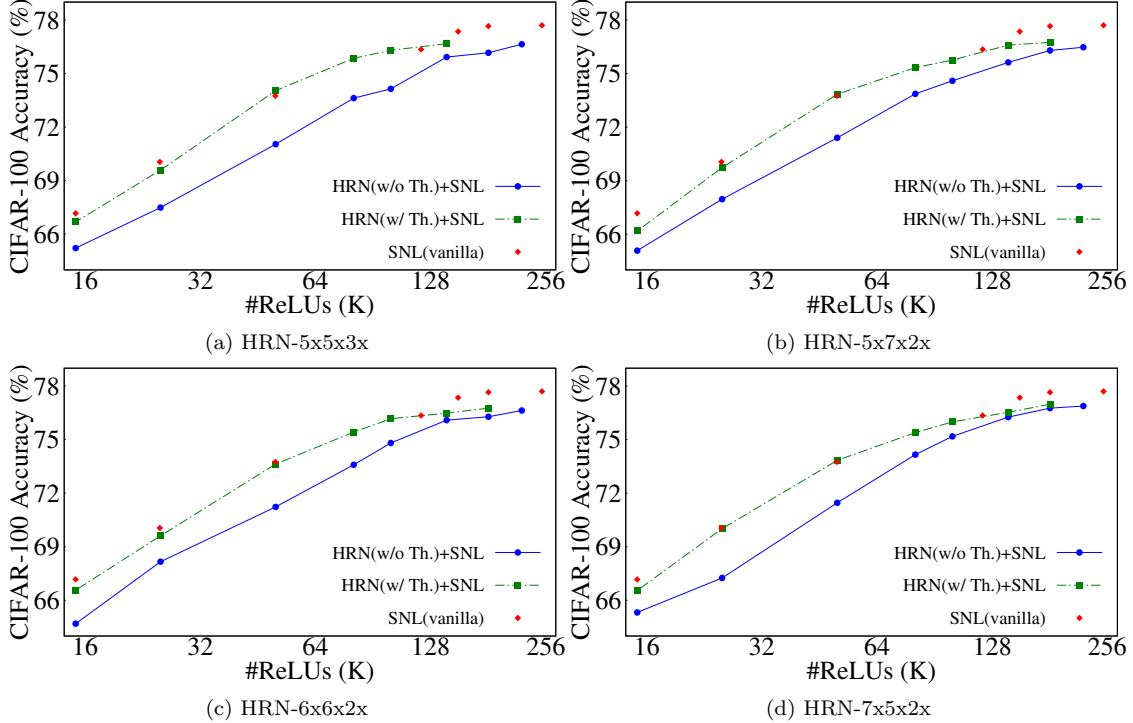 CIFAR-100 Accuracy (%)
78
75
72
69
66
HRN(w/o Th.)+SNL
HRN(w/ Th.)+SNL
SNL(vanilla)
16 32 64 128 256
#ReLUs (K)
(a) HRN-5x5x3x
CIFAR-100 Accuracy (%)
78
75
72
69
66
HRN(w/o Th.)+SNL
HRN(w/ Th.)+SNL
SNL(vanilla)
16 32 64 128 256
#ReLUs (K)
(b) HRN-5x7x2x
CIFAR-100 Accuracy (%)
78
75
72
69
66
HRN(w/o Th.)+SNL
HRN(w/ Th.)+SNL
SNL(vanilla)
16 32 64 128 256
#ReLUs (K)
(c) HRN-6x6x2x
CIFAR-100 Accuracy (%)
78
75
72
69
66
HRN(w/o Th.)+SNL
HRN(w/ Th.)+SNL
SNL(vanilla)
16 32 64 128 256
#ReLUs (K)
(d) HRN-7x5x2x